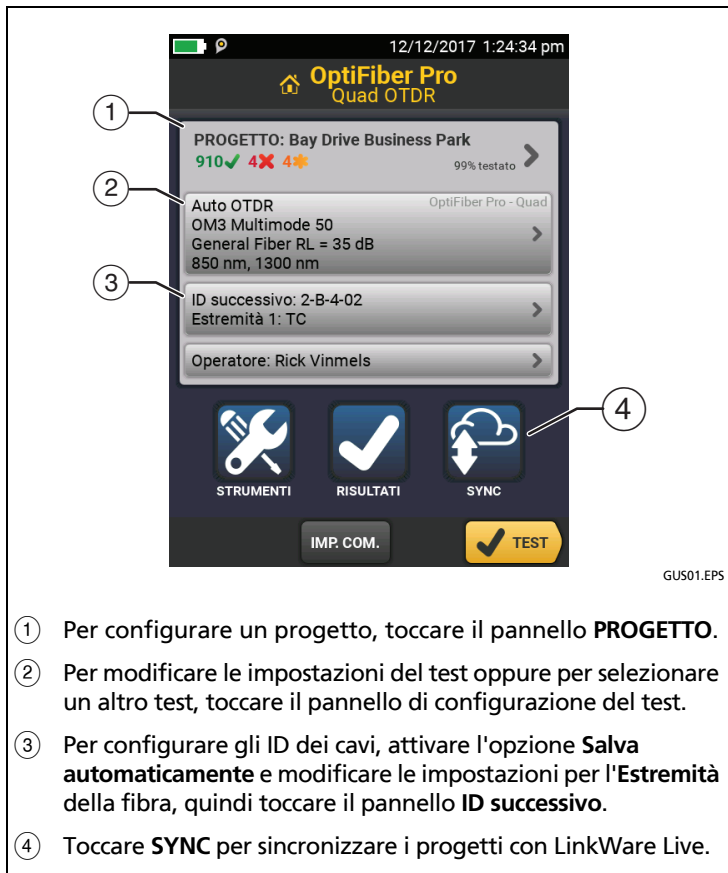 12/12/2017 1:24:34 pm
OptiFiber Pro
Quad OTDR
1
PROGETTO: Bay Drive Business Park
910 4 4
99% testato
2
Auto OTDR
OptiFiber Pro - Quad
OM3 Multimode 50
General Fiber RL = 35 dB
850 nm, 1300 nm
3
ID successivo: 2-B-4-02
Estremità 1: TC
Operatore: Rick Vinmels
4
STRUMENTI
RISULTATI
SYNC
IMP. COM.
TEST
GUS01.EPS
1 Per configurare un progetto, toccare il pannello PROGETTO.
2 Per modificare le impostazioni del test oppure per selezionare
un altro test, toccare il pannello di configurazione del test.
3 Per configurare gli ID dei cavi, attivare l'opzione Salva
automaticamente e modificare le impostazioni per l'Estremità
della fibra, quindi toccare il pannello ID successivo.
4 Toccare SYNC per sincronizzare i progetti con LinkWare Live.